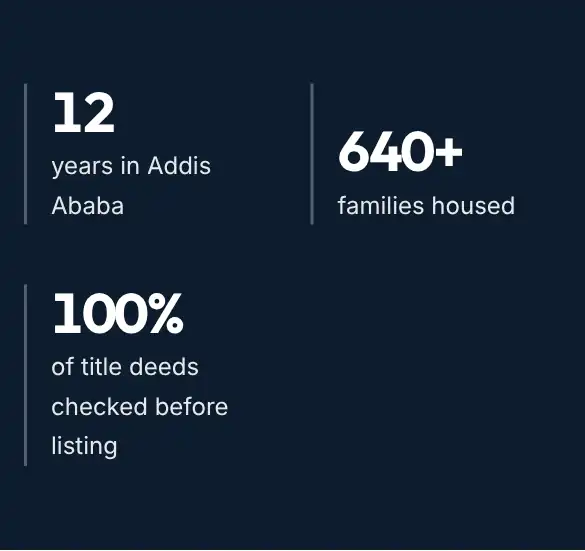 12
years in Addis
Ababa
640+
families housed
100%
of title deeds
checked before
listing